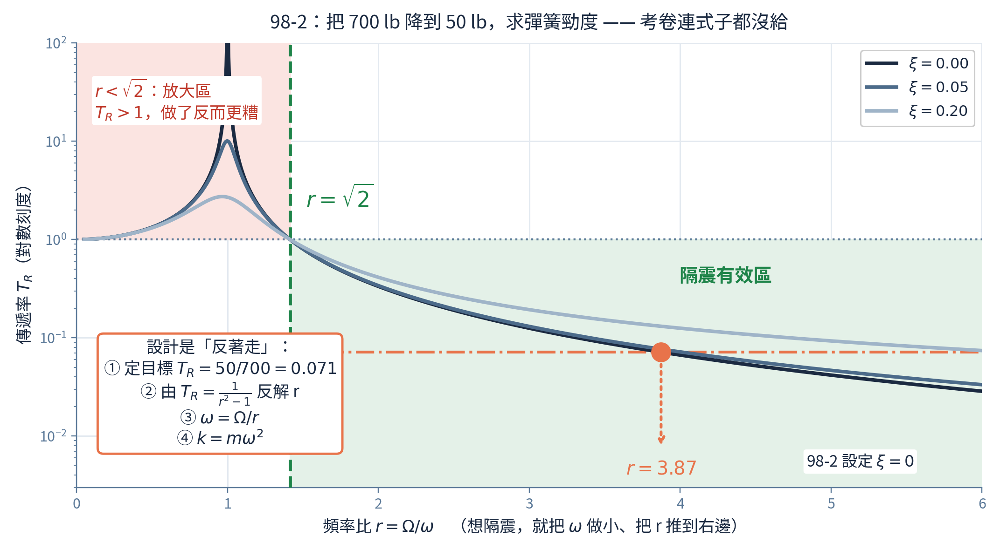 98-2：把 700 lb 降到 50 lb，求彈簧勁度 —— 考卷連式子都沒給
10²
10¹
10⁰
10⁻¹
10⁻²
傳遞率 T_R （對數刻度）
r < √2：放大區
T_R > 1，做了反而更糟
ξ = 0.00
ξ = 0.05
ξ = 0.20
r = √2
隔震有效區
設計是「反著走」：
① 定目標 T_R = 50/700 = 0.071
② 由 T_R = 1/(r² − 1) 反解 r
③ ω = Ω/r
④ k = mω²
r = 3.87
98-2 設定 ξ = 0
0 1 2 3 4 5 6
頻率比 r = Ω/ω （想隔震，就把 ω 做小、把 r 推到右邊）